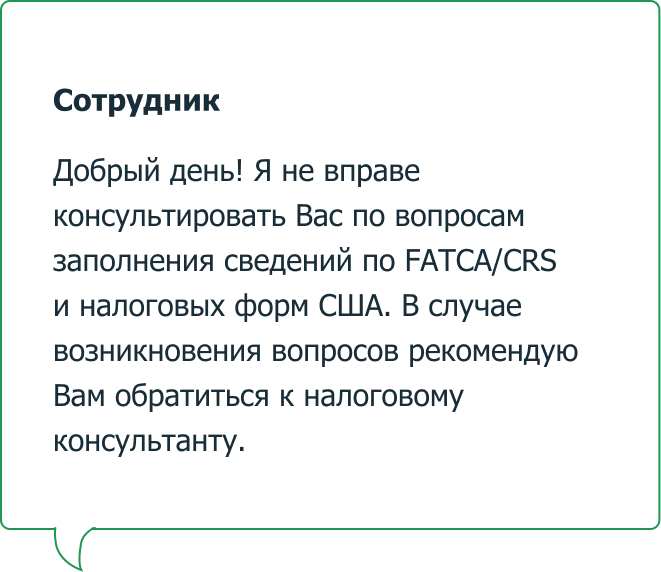 Сотрудник
Добрый день! Я не вправе
консультировать Вас по вопросам
заполнения сведений по FATCA/CRS
и налоговых форм США. В случае
возникновения вопросов рекомендую
Вам обратиться к налоговому
консультанту.